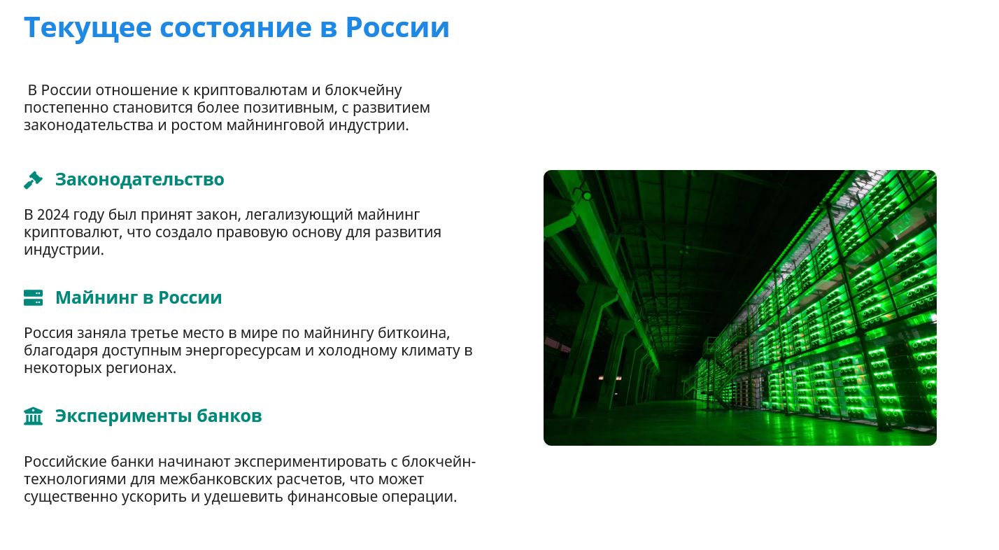 Текущее состояние в России
В России отношение к криптовалютам и блокчейну
постепенно становится более позитивным, с развитием
законодательства и ростом майнинговой индустрии.
Законодательство
В 2024 году был принят закон, легализующий майнинг
криптовалют, что создало правовую основу для развития
индустрии.
Майнинг в России
Россия заняла третье место в мире по майнингу биткоина,
благодаря доступным энергоресурсам и холодному климату в
некоторых регионах.
Эксперименты банков
Российские банки начинают экспериментировать с блокчейн-
технологиями для межбанковских расчетов, что может
существенно ускорить и удешевить финансовые операции.